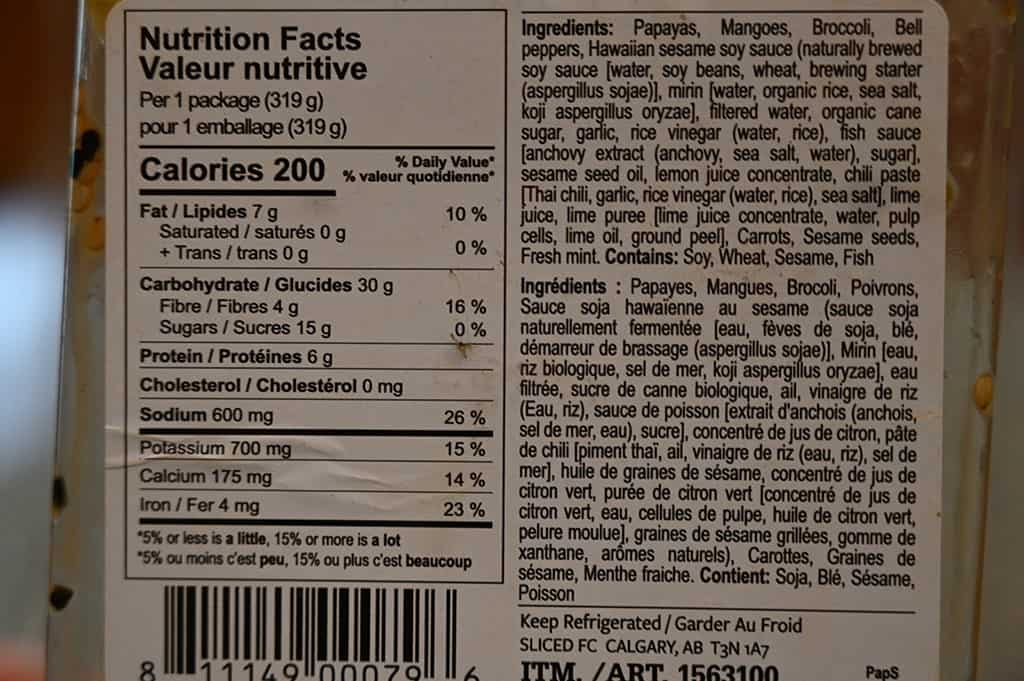 Nutrition Facts
Valeur nutritive
Per 1 package (319 g)
pour 1 emballage (319 g)
Calories 200
% Daily Value*
% valeur quotidienne*
Fat / Lipides 7 g 10 %
Saturated / saturés 0 g
+ Trans / trans 0 g 0 %
Carbohydrate / Glucides 30 g
Fibre / Fibres 4 g 16 %
Sugars / Sucres 15 g 0 %
Protein / Protéines 6 g
Cholesterol / Cholestérol 0 mg
Sodium 600 mg 26 %
Potassium 700 mg 15 %
Calcium 175 mg 14 %
Iron / Fer 4 mg 23 %
*5% or less is a little, 15% or more is a lot
*5% ou moins c'est peu, 15% ou plus c'est beaucoup
8 11149 00079 6
Ingredients: Papayas, Mangoes, Broccoli, Bell
peppers, Hawaiian sesame soy sauce (naturally brewed
soy sauce [water, soy beans, wheat, brewing starter
(aspergillus sojae)], mirin [water, organic rice, sea salt,
koji aspergillus oryzae], filtered water, organic cane
sugar, garlic, rice vinegar (water, rice), fish sauce
[anchovy extract (anchovy, sea salt, water), sugar],
sesame seed oil, lemon juice concentrate, chili paste
[Thai chili, garlic, rice vinegar (water, rice), sea salt], lime
juice, lime puree [lime juice concentrate, water, pulp
cells, lime oil, ground peel], Carrots, Sesame seeds,
Fresh mint. Contains: Soy, Wheat, Sesame, Fish
Ingrédients : Papayes, Mangues, Brocoli, Poivrons,
Sauce soja hawaïenne au sesame (sauce soja
naturellement fermentée [eau, fèves de soja, blé,
démarreur de brassage (aspergillus sojae)], Mirin [eau,
riz biologique, sel de mer, koji aspergillus oryzae], eau
filtrée, sucre de canne biologique, ail, vinaigre de riz
(Eau, riz), sauce de poisson [extrait d'anchois (anchois,
sel de mer, eau), sucre], concentré de jus de citron, pâte
de chili [piment thaï, ail, vinaigre de riz (eau, riz), sel de
mer], huile de graines de sésame, concentré de jus de
citron vert, purée de citron vert [concentré de jus de
citron vert, eau, cellules de pulpe, huile de citron vert,
pelure moulue], graines de sésame grillées, gomme de
xanthane, arômes naturels), Carottes, Graines de
sésame, Menthe fraiche. Contient: Soja, Blé, Sésame,
Poisson
Keep Refrigerated / Garder Au Froid
SLICED FC CALGARY, AB T3N 1A7
ITM. /ART. 1563100
PapS